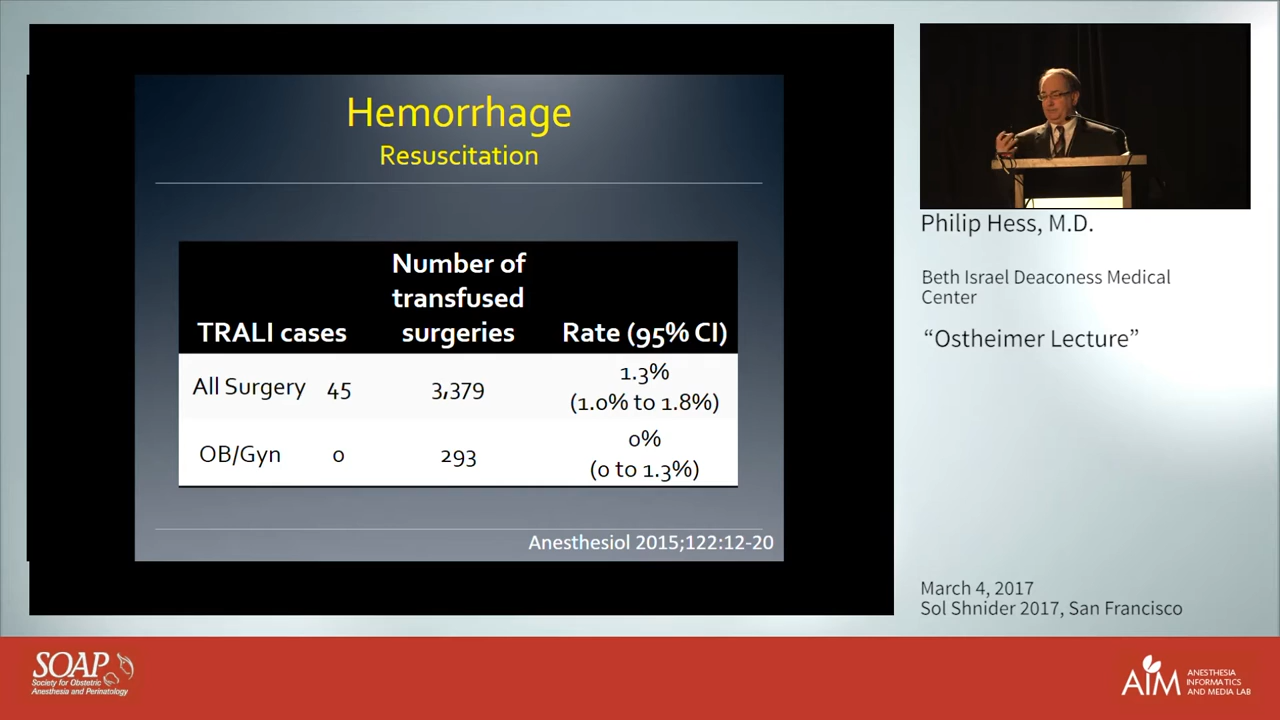 Hemorrhage
Resuscitation
Number of
transfused
TRALI cases surgeries Rate (95% CI)
All Surgery 45 3,379 1.3%
(1.0% to 1.8%)
OB/Gyn 0 293 0%
(0 to 1.3%)
Anesthesiol 2015;122:12-20
Philip Hess, M.D.
Beth Israel Deaconess Medical
Center
“Ostheimer Lecture”
March 4, 2017
Sol Shnider 2017, San Francisco
SOAP
Society for Obstetric
Anesthesia and Perinatology
AIM
ANESTHESIA
INFORMATICS
AND MEDIA LAB